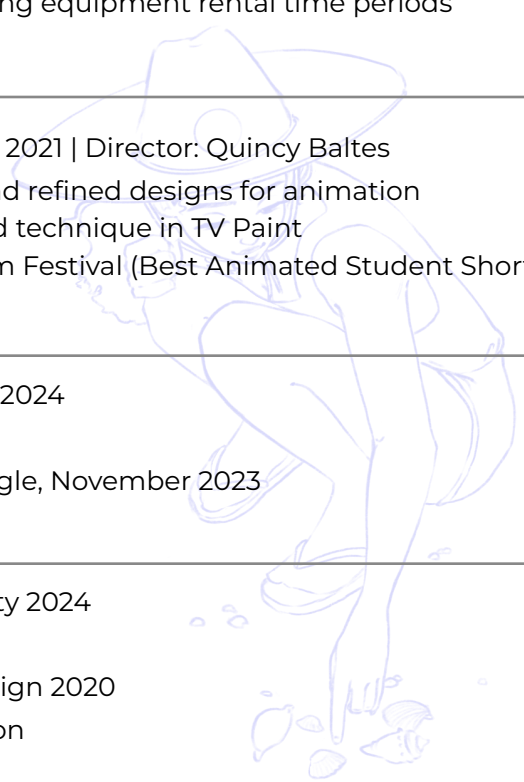 ng equipment rental time periods
2021 | Director: Quincy Baltes
d refined designs for animation
d technique in TV Paint
m Festival (Best Animated Student Shor
2024
gle, November 2023
ty 2024
ign 2020
on